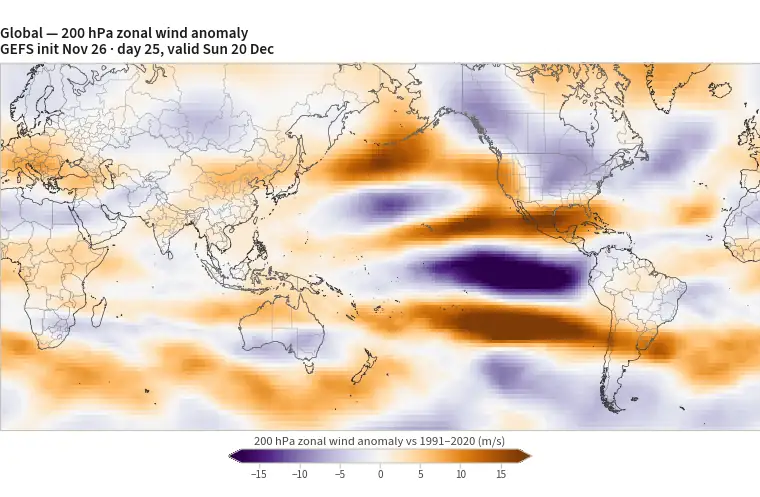 Global — 200 hPa zonal wind anomaly
GEFS init Nov 26 · day 25, valid Sun 20 Dec
200 hPa zonal wind anomaly vs 1991–2020 (m/s)
−15 −10 −5 0 5 10 15